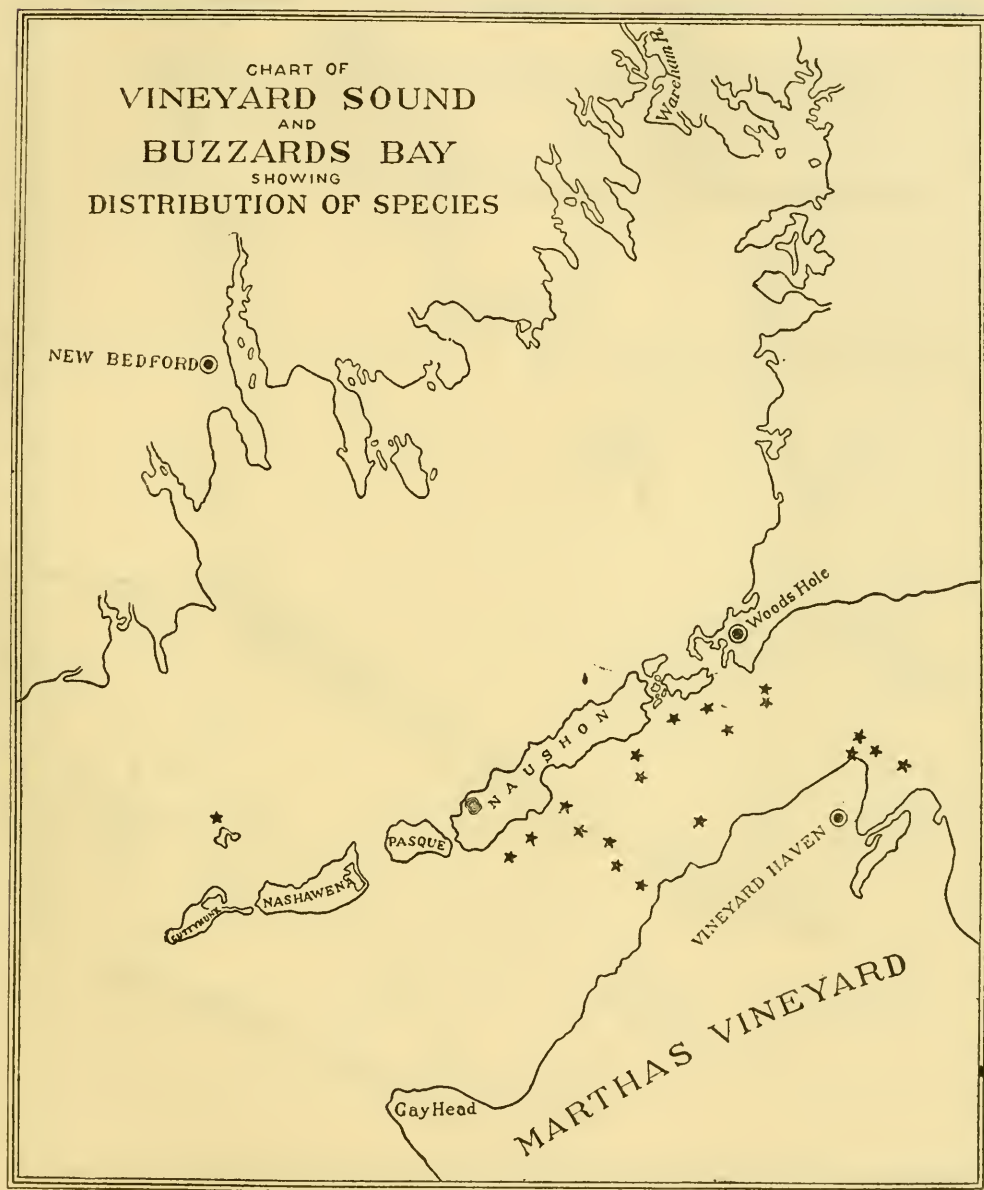 CHART OF
VINEYARD SOUND
AND
BUZZARDS BAY
SHOWING
DISTRIBUTION OF SPECIES
Wareham R.
NEW BEDFORD
Woods Hole
NAUSHON
PASQUE
NASHAWENA
CUTTYHUNK
VINEYARD HAVEN
MARTHAS VINEYARD
Gay Head